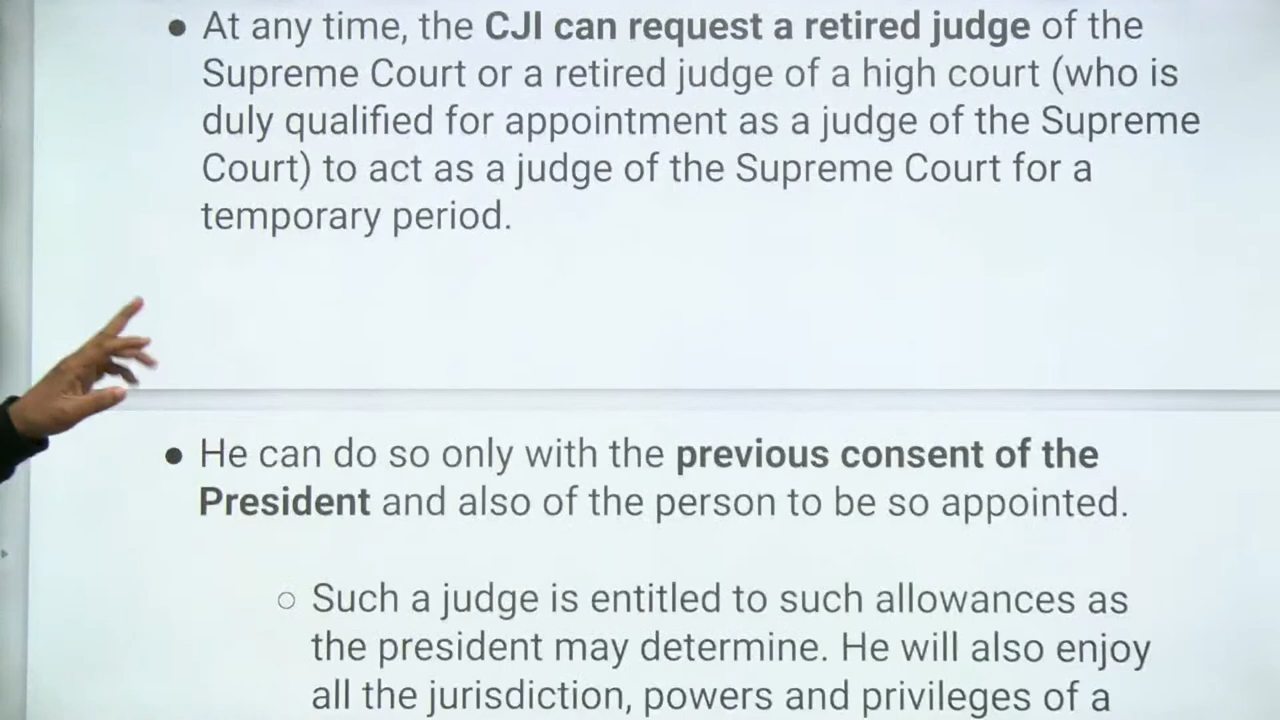 ● At any time, the CJI can request a retired judge of the
Supreme Court or a retired judge of a high court (who is
duly qualified for appointment as a judge of the Supreme
Court) to act as a judge of the Supreme Court for a
temporary period.
● He can do so only with the previous consent of the
President and also of the person to be so appointed.
○ Such a judge is entitled to such allowances as
the president may determine. He will also enjoy
all the jurisdiction, powers and privileges of a